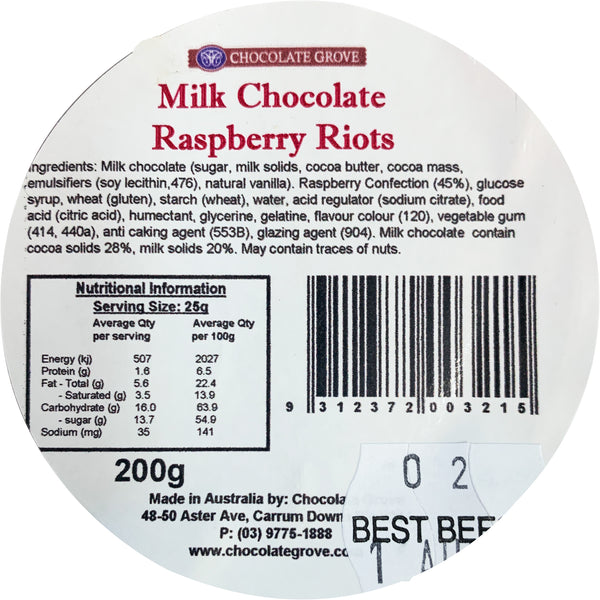 CHOCOLATE GROVE
Milk Chocolate
Raspberry Riots
Ingredients: Milk chocolate (sugar, milk solids, cocoa butter, cocoa mass,
emulsifiers (soy lecithin,476), natural vanilla). Raspberry Confection (45%), glucose
syrup, wheat (gluten), starch (wheat), water, acid regulator (sodium citrate), food
acid (citric acid), humectant, glycerine, gelatine, flavour colour (120), vegetable gum
(414, 440a), anti caking agent (553B), glazing agent (904). Milk chocolate contain
cocoa solids 28%, milk solids 20%. May contain traces of nuts.
Nutritional Information
Serving Size: 25g
Average Qty Average Qty
per serving per 100g
Energy (kj) 507 2027
Protein (g) 1.6 6.5
Fat - Total (g) 5.6 22.4
- Saturated (g) 3.5 13.9
Carbohydrate (g) 16.0 63.9
- sugar (g) 13.7 54.9
Sodium (mg) 35 141
9 312372 003215
200g
Made in Australia by:
48-50 Aster Ave, Carrum
P: (03) 9775-1888
0 2
BEST
1